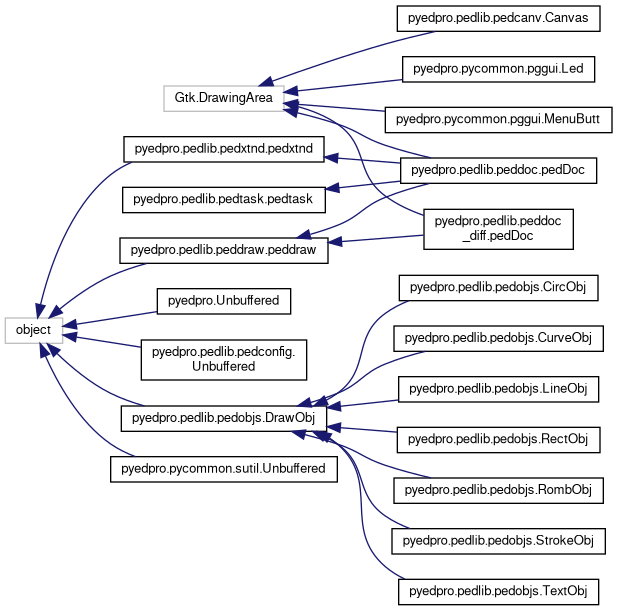 pyedpro.pedlib.pedcanv.Canvas
pyedpro.pycommon.pggui.Led
Gtk.DrawingArea
pyedpro.pycommon.pggui.MenuButt
pyedpro.pedlib.pedxtnd.pedxtnd
pyedpro.pedlib.peddoc.pedDoc
pyedpro.pedlib.pedtask.pedtask
pyedpro.pedlib.peddoc
_diff.pedDoc
pyedpro.pedlib.peddraw.peddraw
pyedpro.pedlib.pedobjs.CircObj
pyedpro.Unbuffered
object
pyedpro.pedlib.pedobjs.CurveObj
pyedpro.pedlib.pedconfig.
Unbuffered
pyedpro.pedlib.pedobjs.LineObj
pyedpro.pedlib.pedobjs.DrawObj
pyedpro.pedlib.pedobjs.RectObj
pyedpro.pycommon.sutil.Unbuffered
pyedpro.pedlib.pedobjs.RombObj
pyedpro.pedlib.pedobjs.StrokeObj
pyedpro.pedlib.pedobjs.TextObj